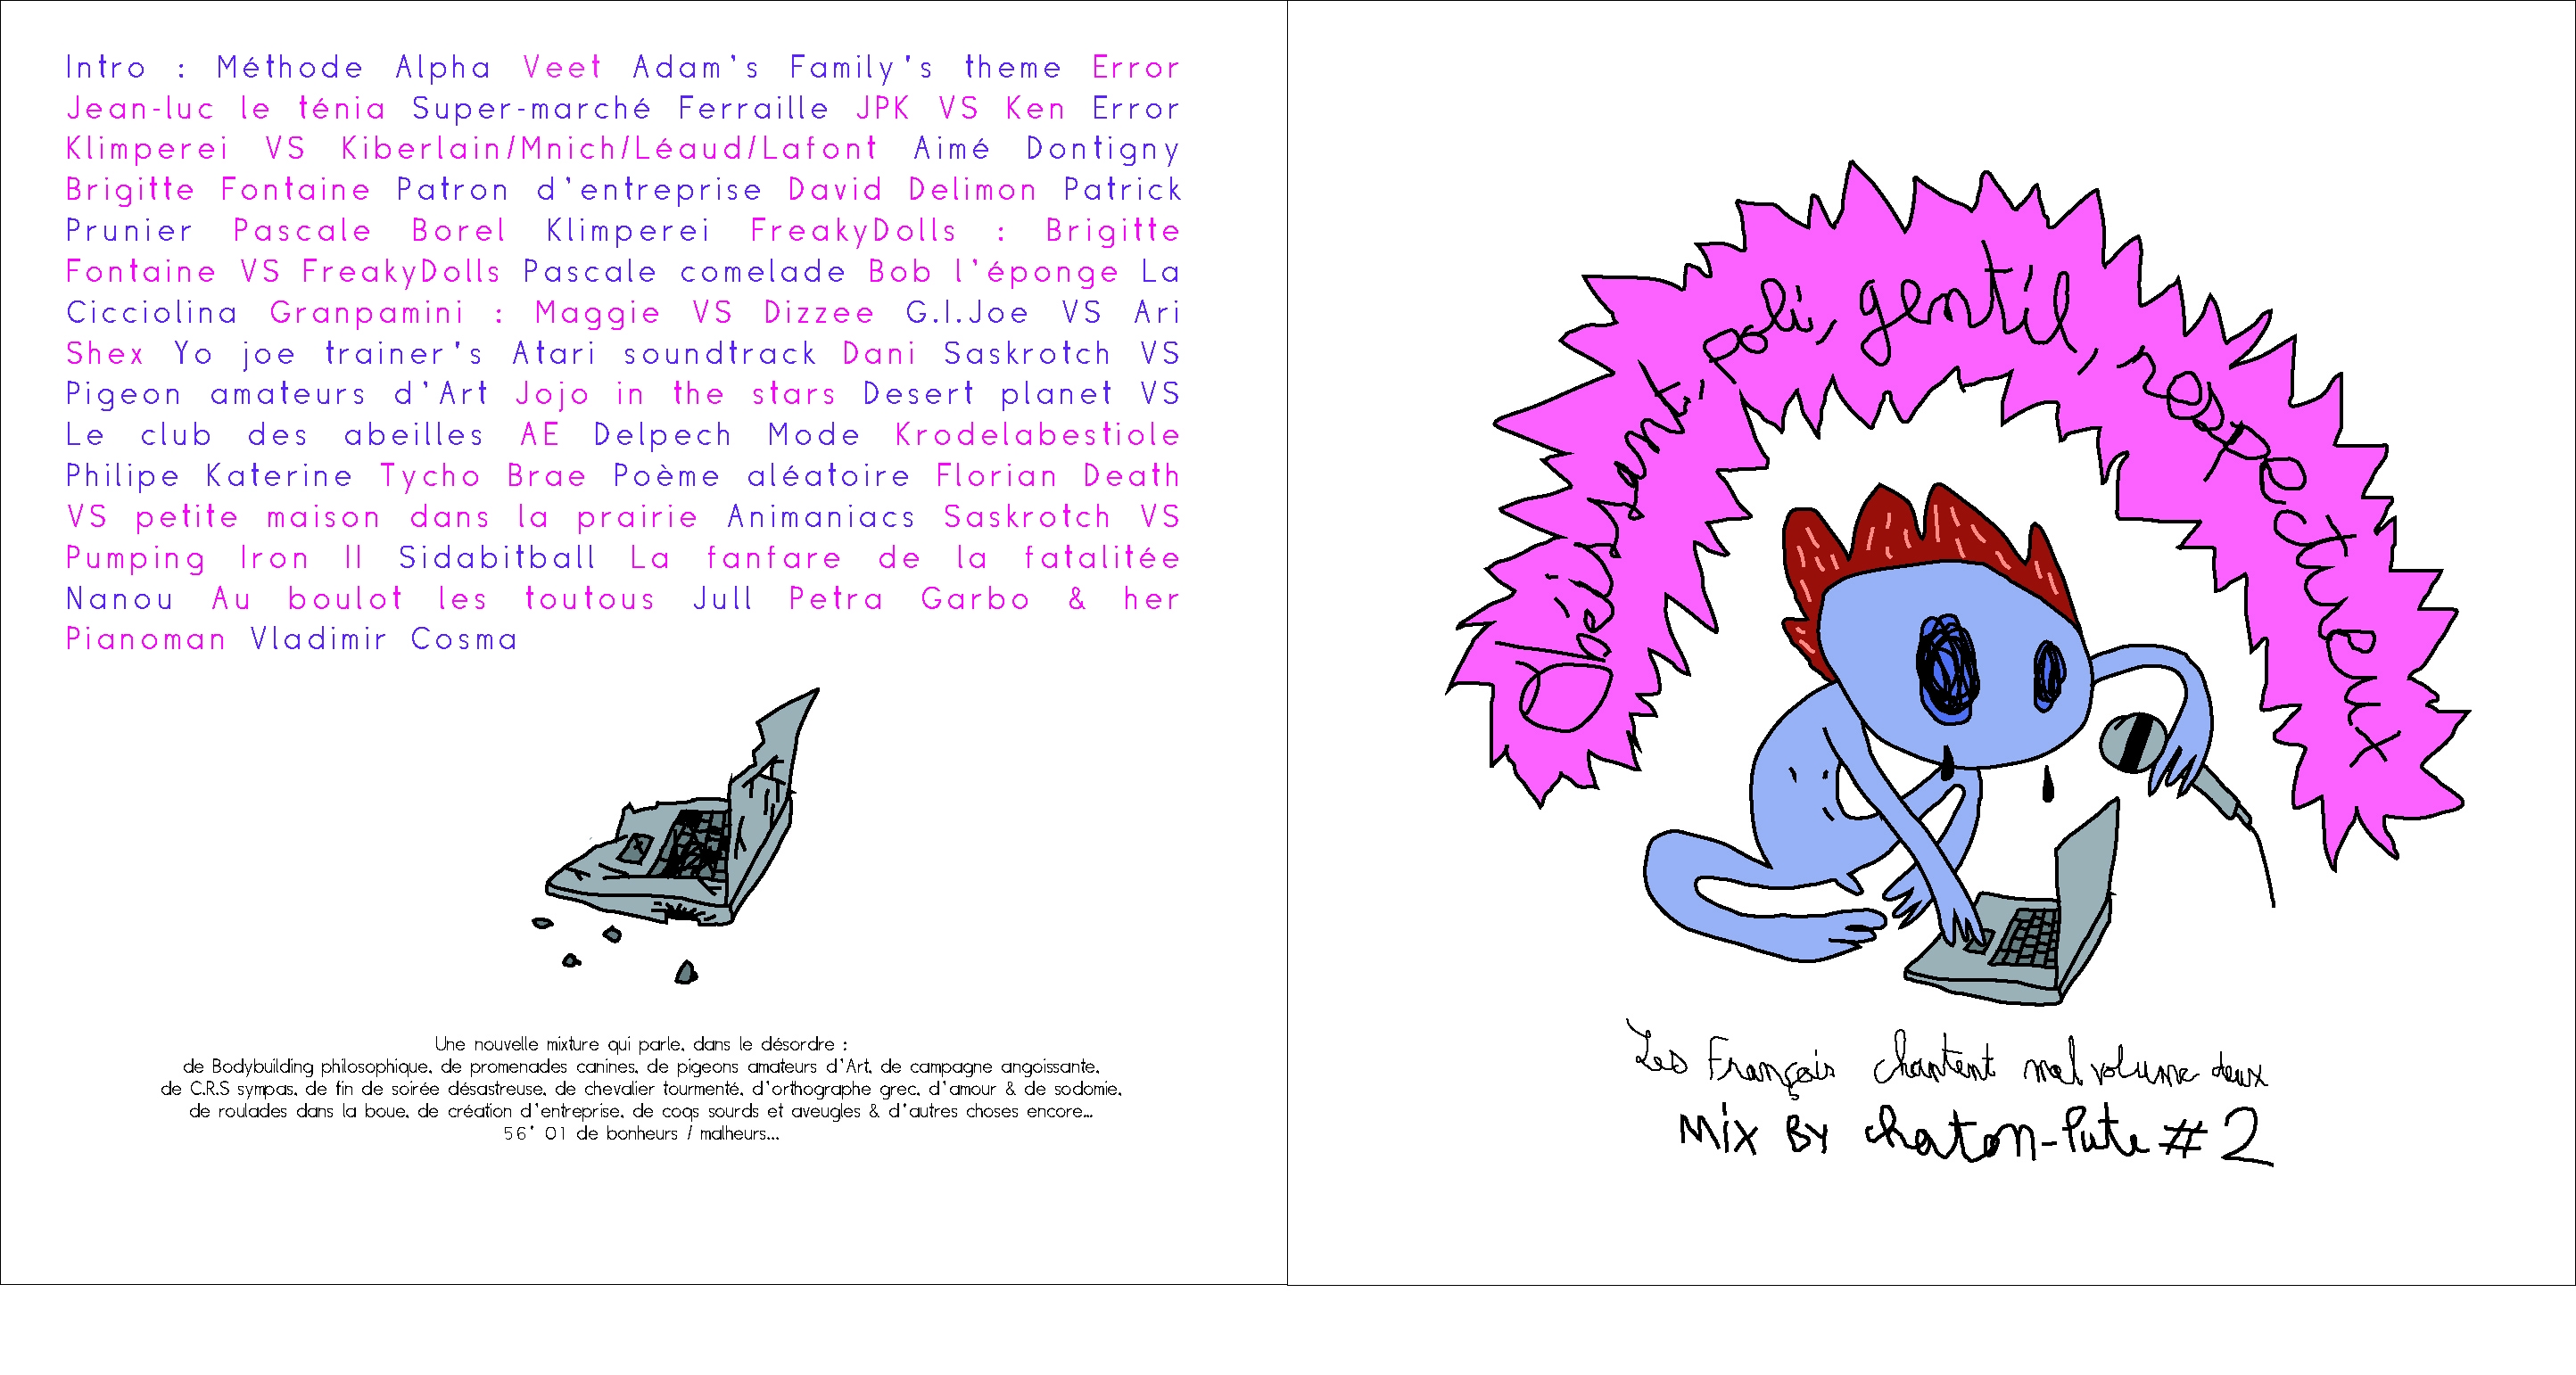 Intro : Méthode Alpha Veet Adam's Family's theme Error
Jean-luc le ténia Super-marché Ferraille JPK VS Ken Error
Klimperei VS Kiberlain/Mnich/Léaud/Lafont Aimé Dontigny
Brigitte Fontaine Patron d'entreprise David Delimon Patrick
Prunier Pascale Borel Klimperei FreakyDolls : Brigitte
Fontaine VS FreakyDolls Pascale comelade Bob l'éponge La
Cicciolina Granpamini : Maggie VS Dizzee G.I.Joe VS Ari
Shex Yo joe trainer's Atari soundtrack Dani Saskrotch VS
Pigeon amateurs d'Art Jojo in the stars Desert planet VS
Le club des abeilles AE Delpech Mode Krodelabestiole
Philipe Katerine Tycho Brae Poème aléatoire Florian Death
VS petite maison dans la prairie Animaniacs Saskrotch VS
Pumping Iron II Sidabitball La fanfare de la fatalitée
Nanou Au boulot les toutous Jull Petra Garbo & her
Pianoman Vladimir Cosma
Une nouvelle mixture qui parle, dans le désordre :
de Bodybuilding philosophique, de promenades canines, de pigeons amateurs d'Art, de campagne angoissante,
de C.R.S sympas, de fin de soirée désastreuse, de chevalier tourmenté, d'orthographe grec, d'amour & de sodomie,
de roulades dans la boue, de création d'entreprise, de coqs sourds et aveugles & d'autres choses encore...
56' 01 de bonheurs / malheurs...
Obéissant, poli, gentil, respectueux
Les Français chantent mal volume deux
Mix By chaton-Pute # 2